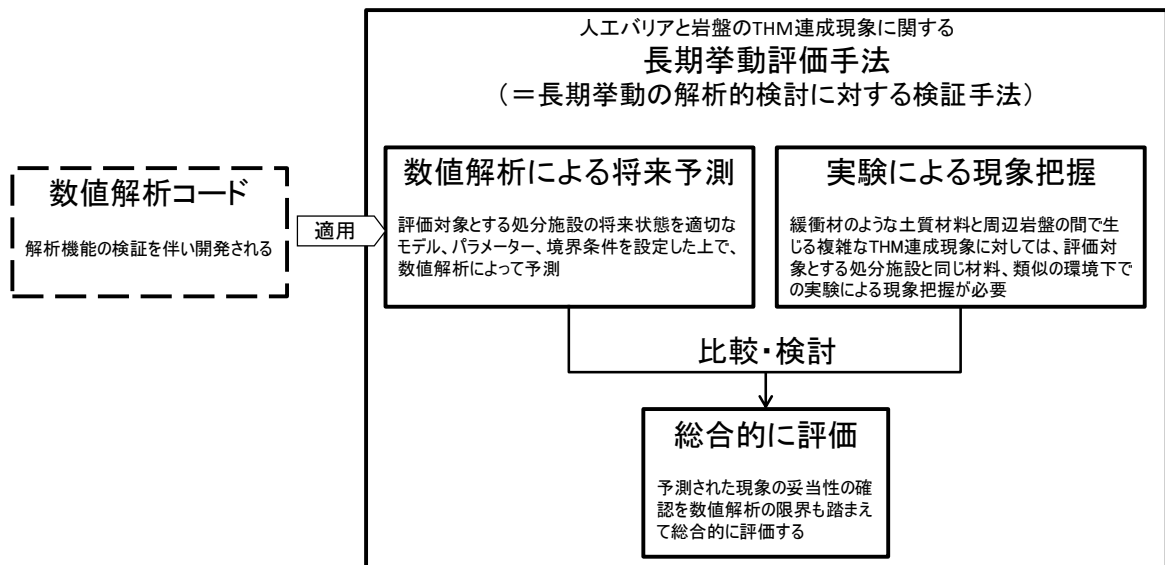 人工バリアと岩盤のTHM連成現象に関する
長期挙動評価手法
（＝長期挙動の解析的検討に対する検証手法）
数値解析コード
解析機能の検証を伴い開発される
適用
数値解析による将来予測
評価対象とする処分施設の将来状態を適切な
モデル、パラメーター、境界条件を設定した上で、
数値解析によって予測
実験による現象把握
緩衝材のような土質材料と周辺岩盤の間で生
じる複雑なTHM連成現象に対しては、評価対
象とする処分施設と同じ材料、類似の環境下で
の実験による現象把握が必要
比較・検討
総合的に評価
予測された現象の妥当性の確
認を数値解析の限界も踏まえ
て総合的に評価する